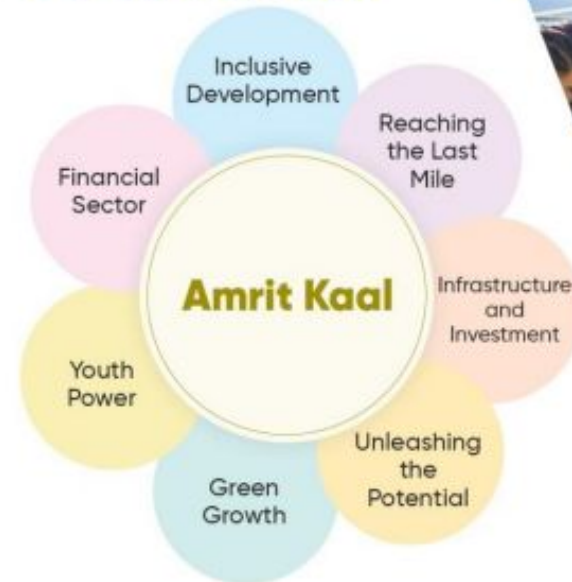 Inclusive
Development
Reaching
the Last
Mile
Infrastructure
and
Investment
Unleashing
the
Potential
Green
Growth
Youth
Power
Financial
Sector
Amrit Kaal